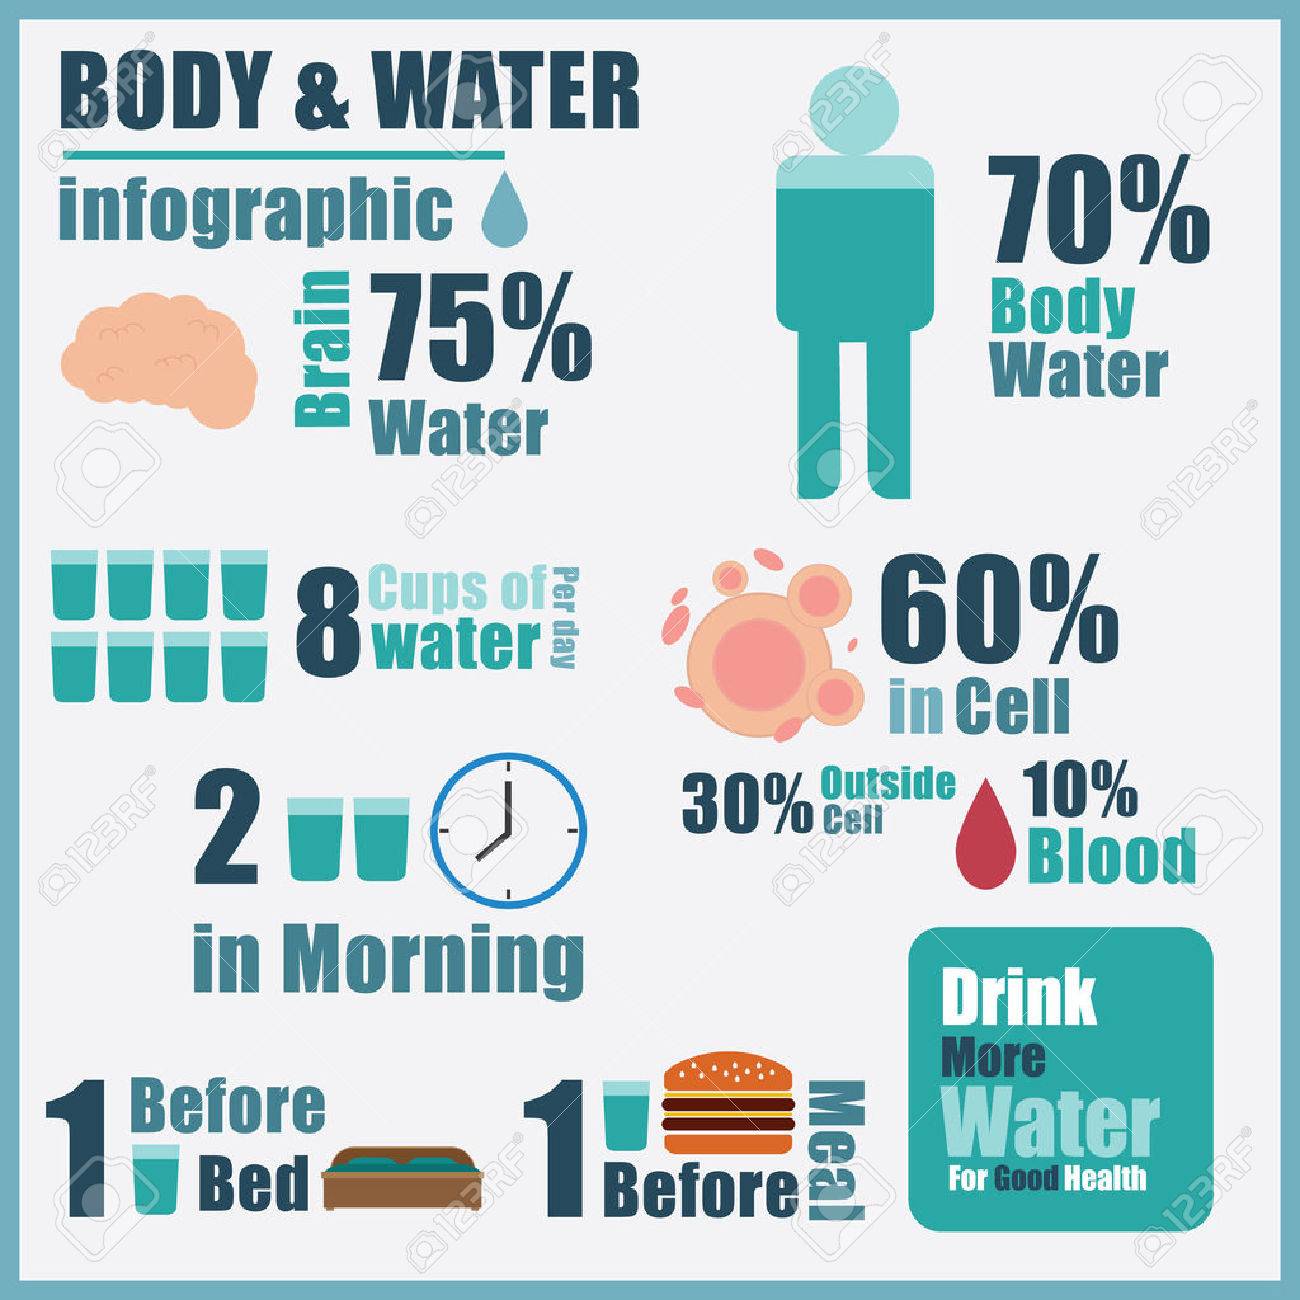 BODY & WATER
infographic
Brain
75%
Water
70%
Body
Water
8
Cups of
water
Per day
60%
in Cell
30%
Outside
Cell
10%
Blood
2
in Morning
1
Before
Bed
1
Before
Meal
Drink
More
Water
For Good Health
123RF